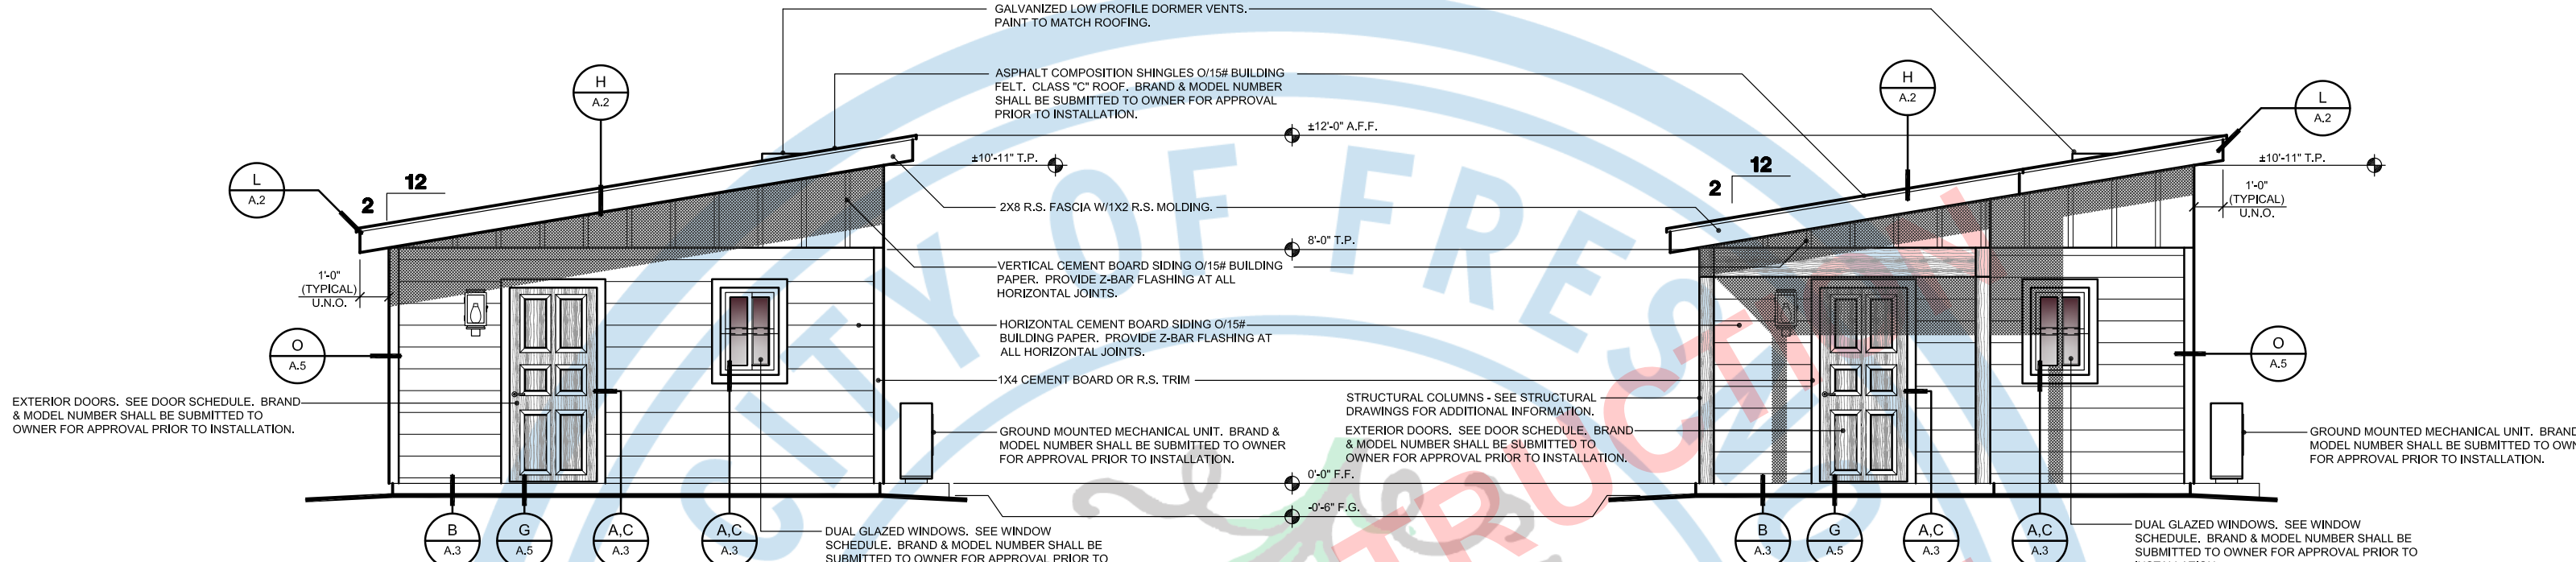 GALVANIZED LOW PROFILE DORMER VENTS.
PAINT TO MATCH ROOFING.
ASPHALT COMPOSITION SHINGLES O/15# BUILDING
FELT. CLASS "C" ROOF. BRAND & MODEL NUMBER
SHALL BE SUBMITTED TO OWNER FOR APPROVAL
PRIOR TO INSTALLATION.
H
A.2
L
A.2
2
12
±12'-0" A.F.F.
±10'-11" T.P.
2X8 R.S. FASCIA W/1X2 R.S. MOLDING.
8'-0" T.P.
VERTICAL CEMENT BOARD SIDING O/15# BUILDING
PAPER. PROVIDE Z-BAR FLASHING AT ALL
HORIZONTAL JOINTS.
1'-0"
(TYPICAL)
U.N.O.
HORIZONTAL CEMENT BOARD SIDING O/15#
BUILDING PAPER. PROVIDE Z-BAR FLASHING AT
ALL HORIZONTAL JOINTS.
O
A.5
1X4 CEMENT BOARD OR R.S. TRIM
EXTERIOR DOORS. SEE DOOR SCHEDULE. BRAND
& MODEL NUMBER SHALL BE SUBMITTED TO
OWNER FOR APPROVAL PRIOR TO INSTALLATION.
GROUND MOUNTED MECHANICAL UNIT. BRAND &
MODEL NUMBER SHALL BE SUBMITTED TO OWNER
FOR APPROVAL PRIOR TO INSTALLATION.
0'-0" F.F.
-0'-6" F.G.
B
A.3
G
A.5
A,C
A.3
A,C
A.3
DUAL GLAZED WINDOWS. SEE WINDOW
SCHEDULE. BRAND & MODEL NUMBER SHALL BE
SUBMITTED TO OWNER FOR APPROVAL PRIOR TO
H
A.2
L
A.2
2
12
±10'-11" T.P.
1'-0"
(TYPICAL)
U.N.O.
O
A.5
STRUCTURAL COLUMNS - SEE STRUCTURAL
DRAWINGS FOR ADDITIONAL INFORMATION.
EXTERIOR DOORS. SEE DOOR SCHEDULE. BRAND
& MODEL NUMBER SHALL BE SUBMITTED TO
OWNER FOR APPROVAL PRIOR TO INSTALLATION.
GROUND MOUNTED MECHANICAL UNIT. BRAND
MODEL NUMBER SHALL BE SUBMITTED TO OWN
FOR APPROVAL PRIOR TO INSTALLATION.
B
A.3
G
A.5
A,C
A.3
A,C
A.3
DUAL GLAZED WINDOWS. SEE WINDOW
SCHEDULE. BRAND & MODEL NUMBER SHALL BE
SUBMITTED TO OWNER FOR APPROVAL PRIOR TO
CITY OF FRES
TRUCTION